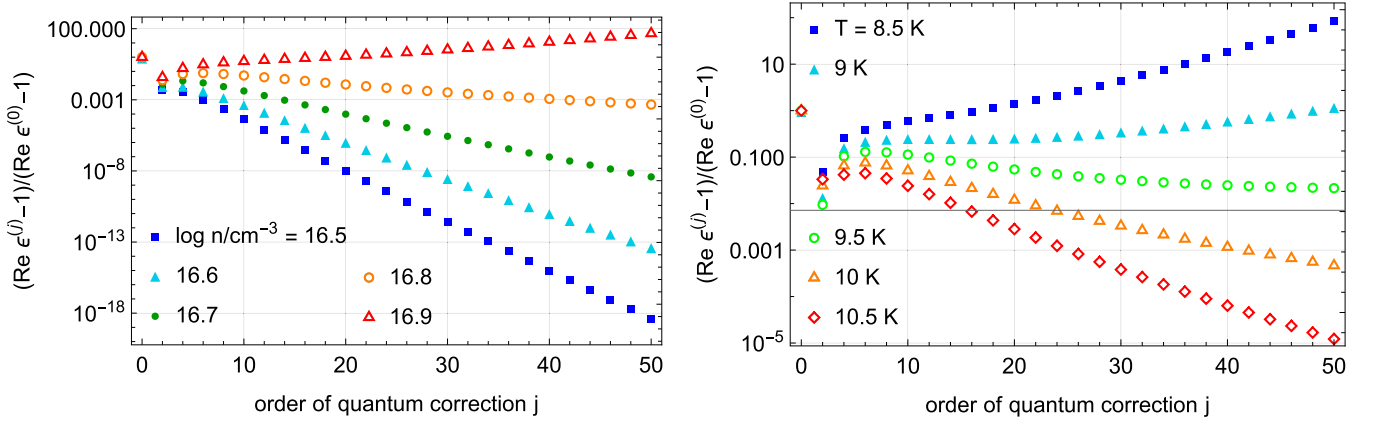 (Re ε^(j)−1)/(Re ε^(0)−1)
100.000
0.001
10^−8
10^−13
10^−18
log n/cm^−3 = 16.5
16.6
16.7
16.8
16.9
0 10 20 30 40 50
order of quantum correction j
(Re ε^(j)−1)/(Re ε^(0)−1)
10
0.100
0.001
10^−5
T = 8.5 K
9 K
9.5 K
10 K
10.5 K
0 10 20 30 40 50
order of quantum correction j